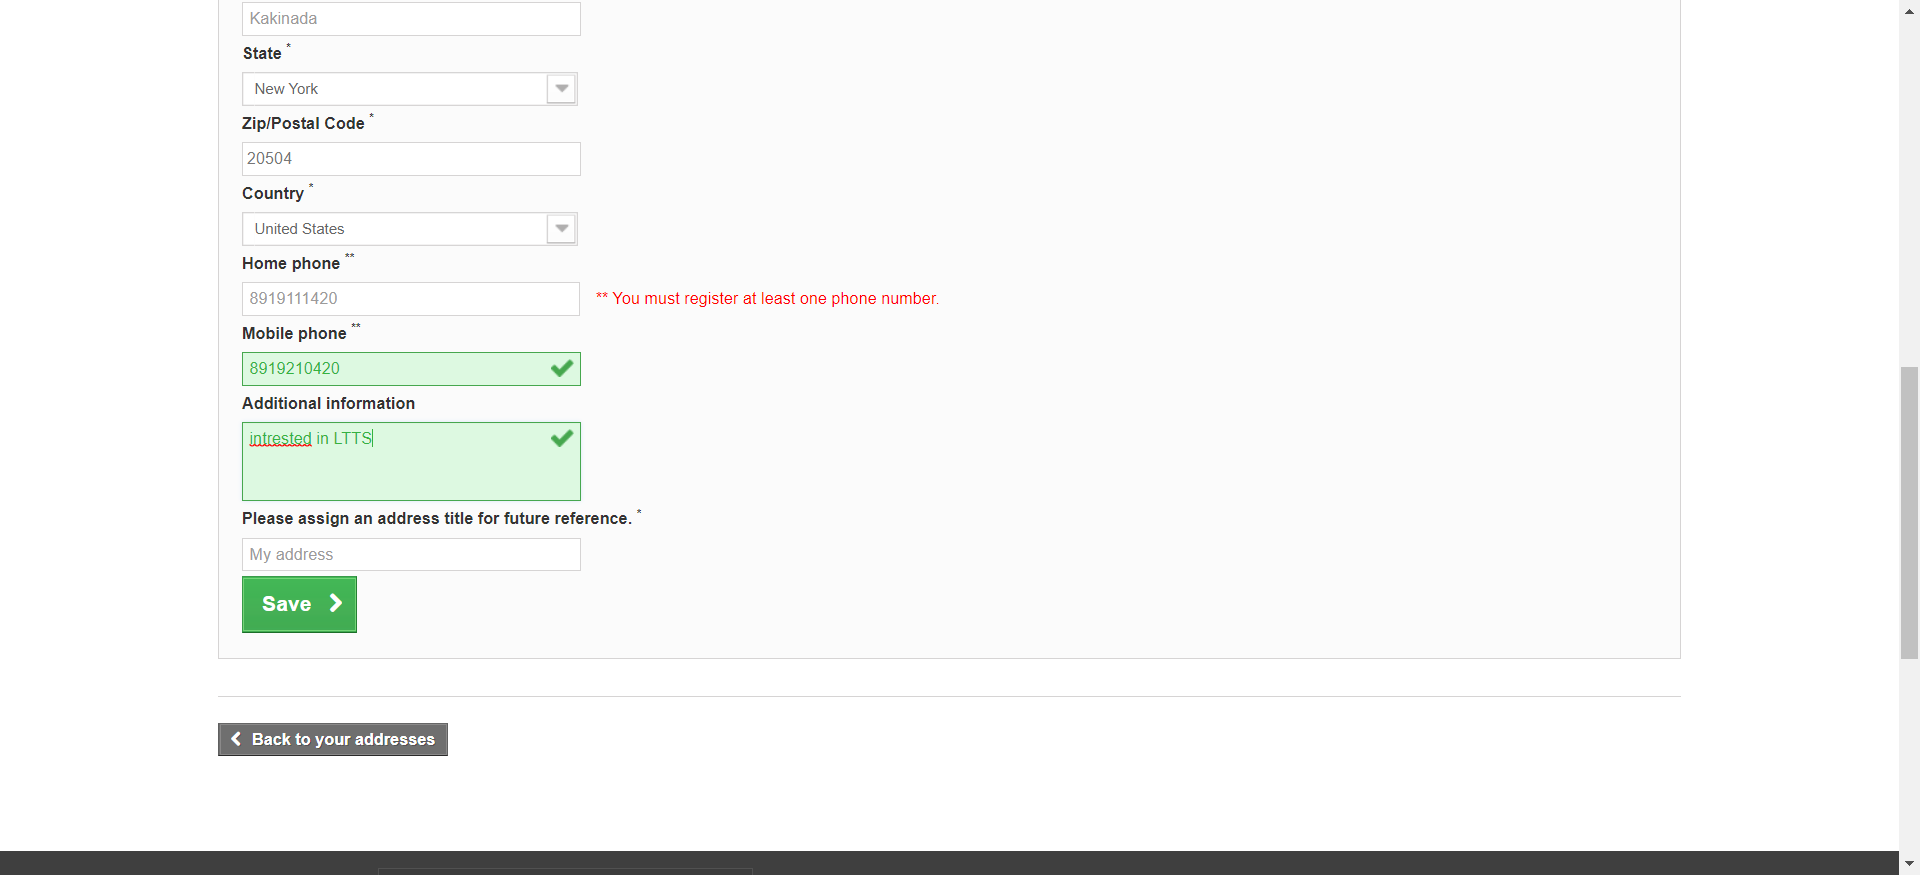 Kakinada
State *
New York
Zip/Postal Code *
20504
Country *
United States
Home phone **
8919111420
** You must register at least one phone number.
Mobile phone **
8919210420
Additional information
intrested in LTTS
Please assign an address title for future reference. *
My address
Save
Back to your addresses